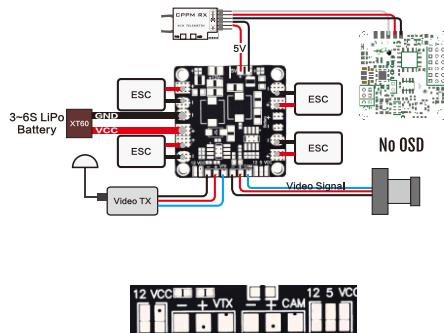 CPPM RX
5V
ESC
ESC
3~6S LiPo
Battery
XT60
GND
VCC
ESC
ESC
No OSD
Video Signal
Video TX
12 VCC
− + VTX
− + CAM
12 5 VCC